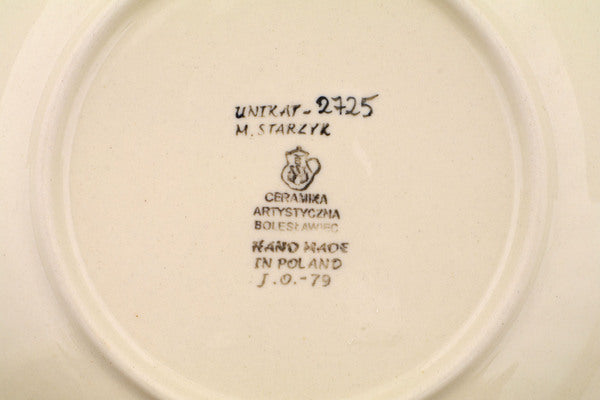 UNIKAT - 2725
M. STARZYK
CERAMIKA
ARTYSTYCZNA
BOLESŁAWIEC
HAND MADE
IN POLAND
J.O.-79